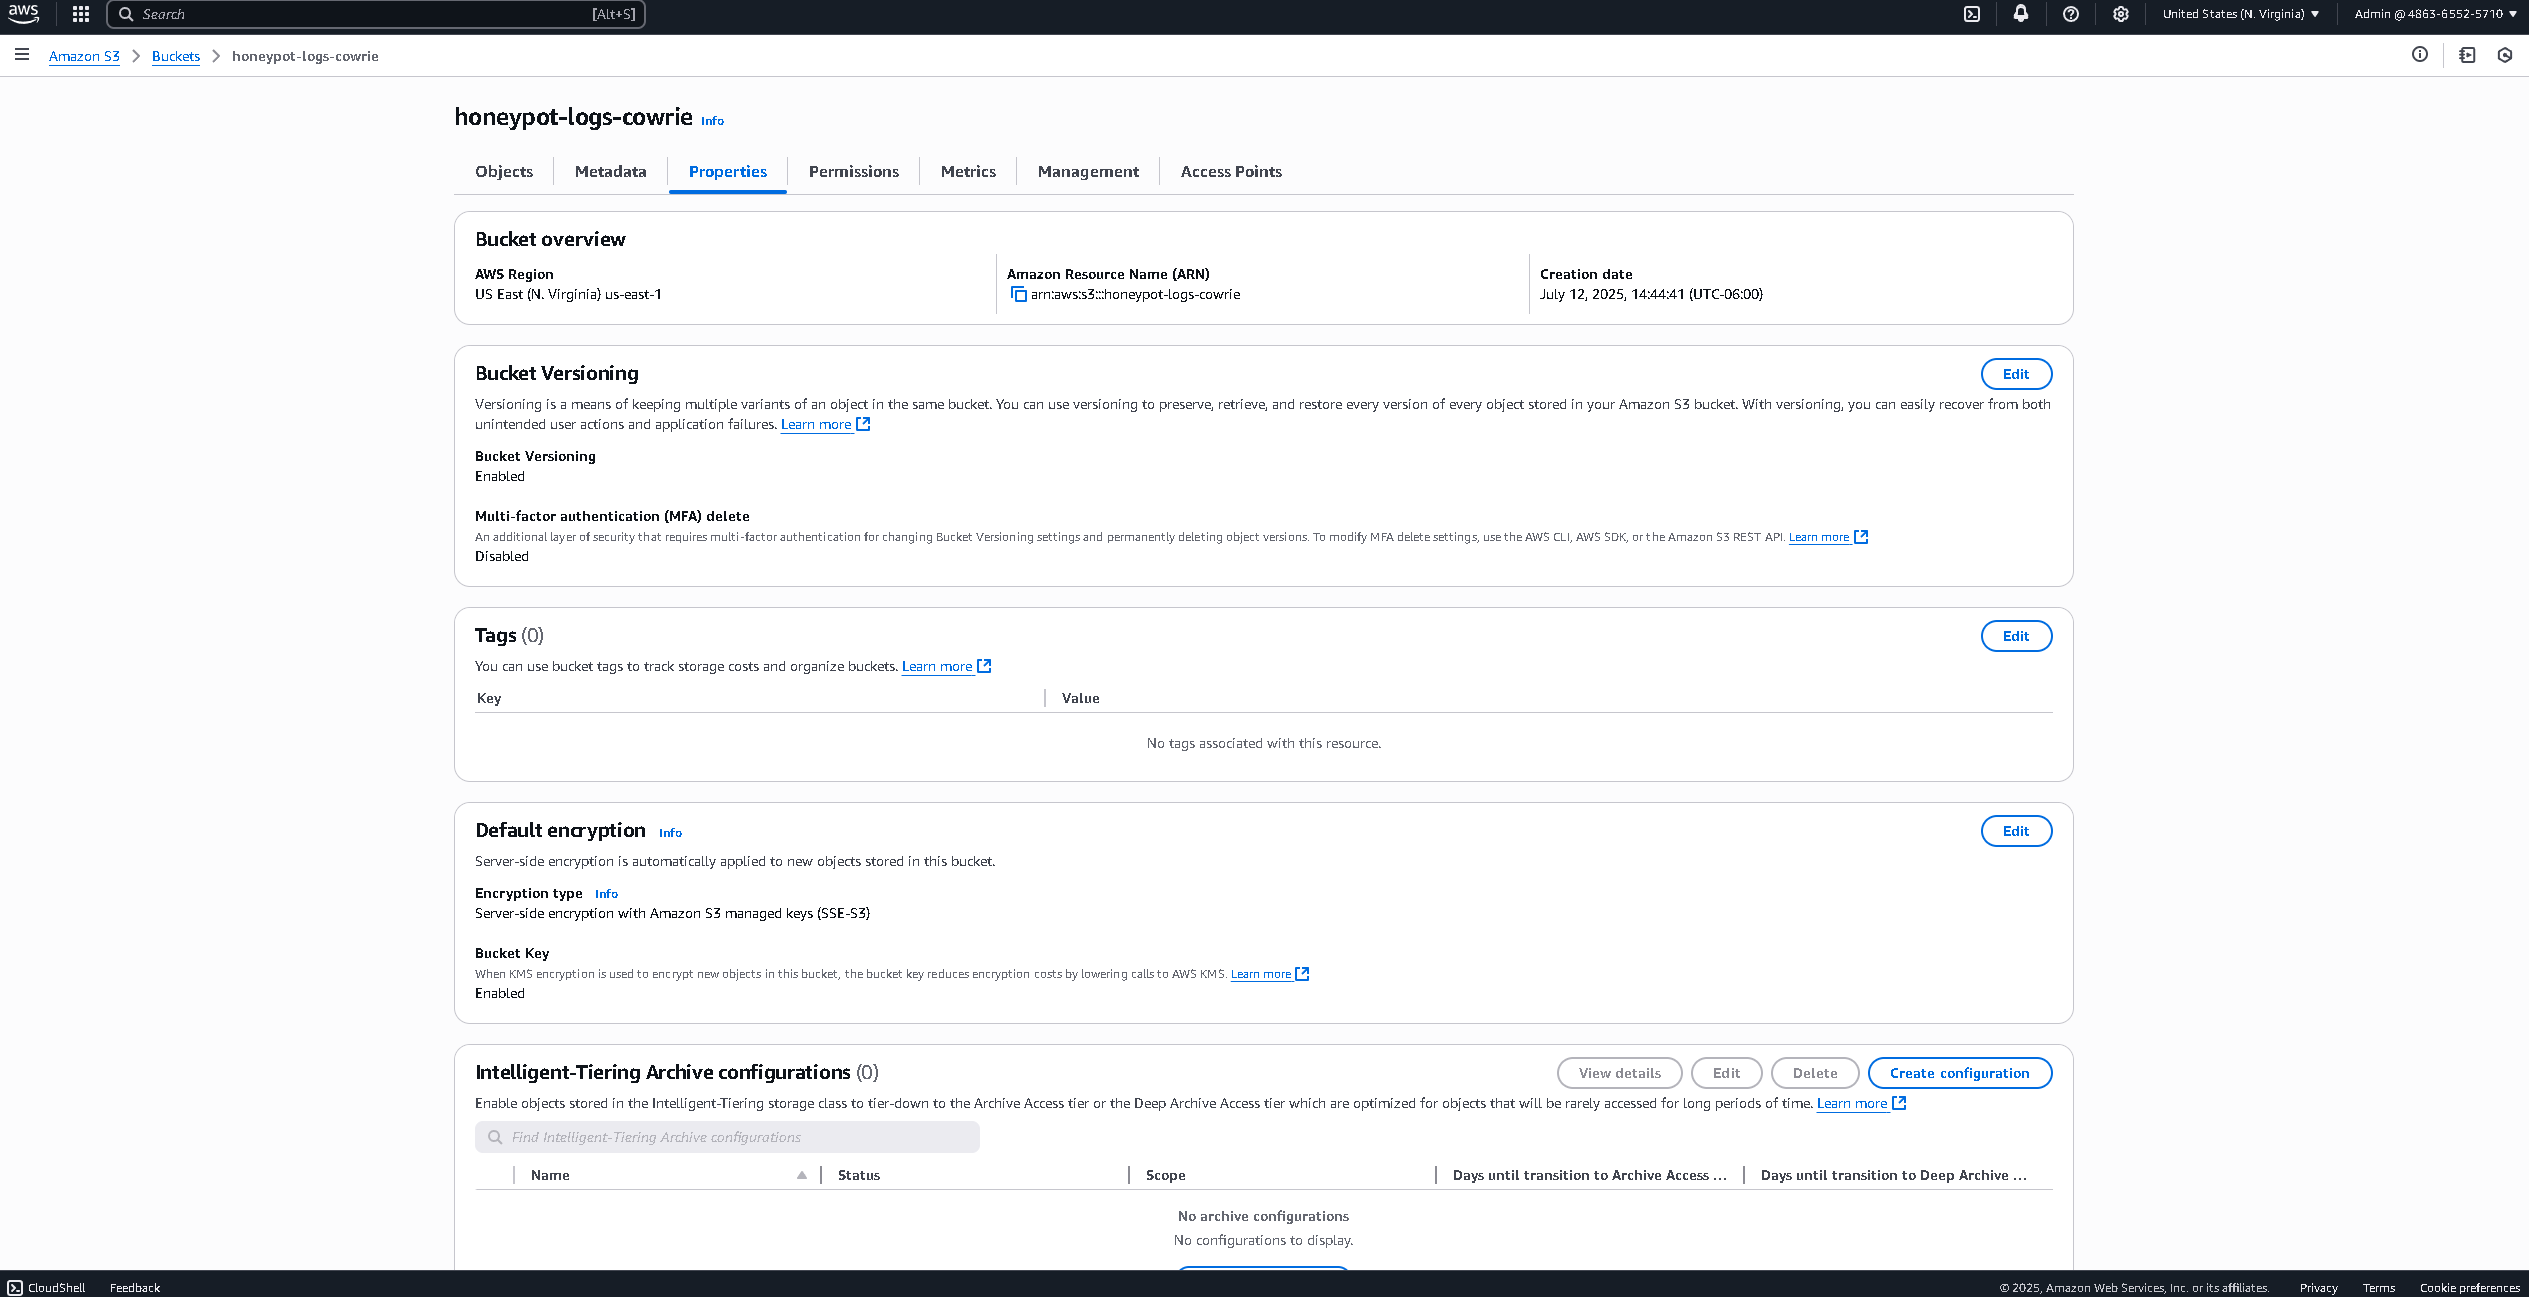 aws Search [Alt+S] United States (N. Virginia) Admin @ 4863-6552-5710
Amazon S3 Buckets honeypot-logs-cowrie
honeypot-logs-cowrie Info
Objects Metadata Properties Permissions Metrics Management Access Points
Bucket overview
AWS Region Amazon Resource Name (ARN) Creation date
US East (N. Virginia) us-east-1 arn:aws:s3:::honeypot-logs-cowrie July 12, 2025, 14:44:41 (UTC-06:00)
Bucket Versioning Edit
Versioning is a means of keeping multiple variants of an object in the same bucket. You can use versioning to preserve, retrieve, and restore every version of every object stored in your Amazon S3 bucket. With versioning, you can easily recover from both
unintended user actions and application failures. Learn more
Bucket Versioning
Enabled
Multi-factor authentication (MFA) delete
An additional layer of security that requires multi-factor authentication for changing Bucket Versioning settings and permanently deleting object versions. To modify MFA delete settings, use the AWS CLI, AWS SDK, or the Amazon S3 REST API. Learn more
Disabled
Tags (0) Edit
You can use bucket tags to track storage costs and organize buckets. Learn more
Key Value
No tags associated with this resource.
Default encryption Info Edit
Server-side encryption is automatically applied to new objects stored in this bucket.
Encryption type Info
Server-side encryption with Amazon S3 managed keys (SSE-S3)
Bucket Key
When KMS encryption is used to encrypt new objects in this bucket, the bucket key reduces encryption costs by lowering calls to AWS KMS. Learn more
Enabled
Intelligent-Tiering Archive configurations (0) View details Edit Delete Create configuration
Enable objects stored in the Intelligent-Tiering storage class to tier-down to the Archive Access tier or the Deep Archive Access tier which are optimized for objects that will be rarely accessed for long periods of time. Learn more
Find Intelligent-Tiering Archive configurations
Name Status Scope Days until transition to Archive Access ... Days until transition to Deep Archive ...
No archive configurations
No configurations to display.
CloudShell Feedback © 2025, Amazon Web Services, Inc. or its affiliates. Privacy Terms Cookie preferences